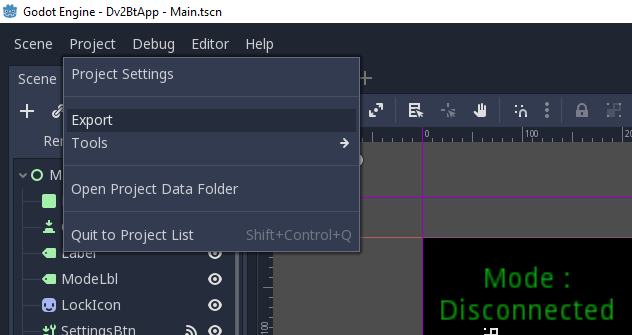 Godot Engine - Dv2BtApp - Main.tscn
Scene Project Debug Editor Help
Scene
Project Settings
Export
Tools
Open Project Data Folder
Quit to Project List Shift+Control+Q
0 100
Label
ModeLbl
LockIcon
SettingsBtn
100
Mode :
Disconnected